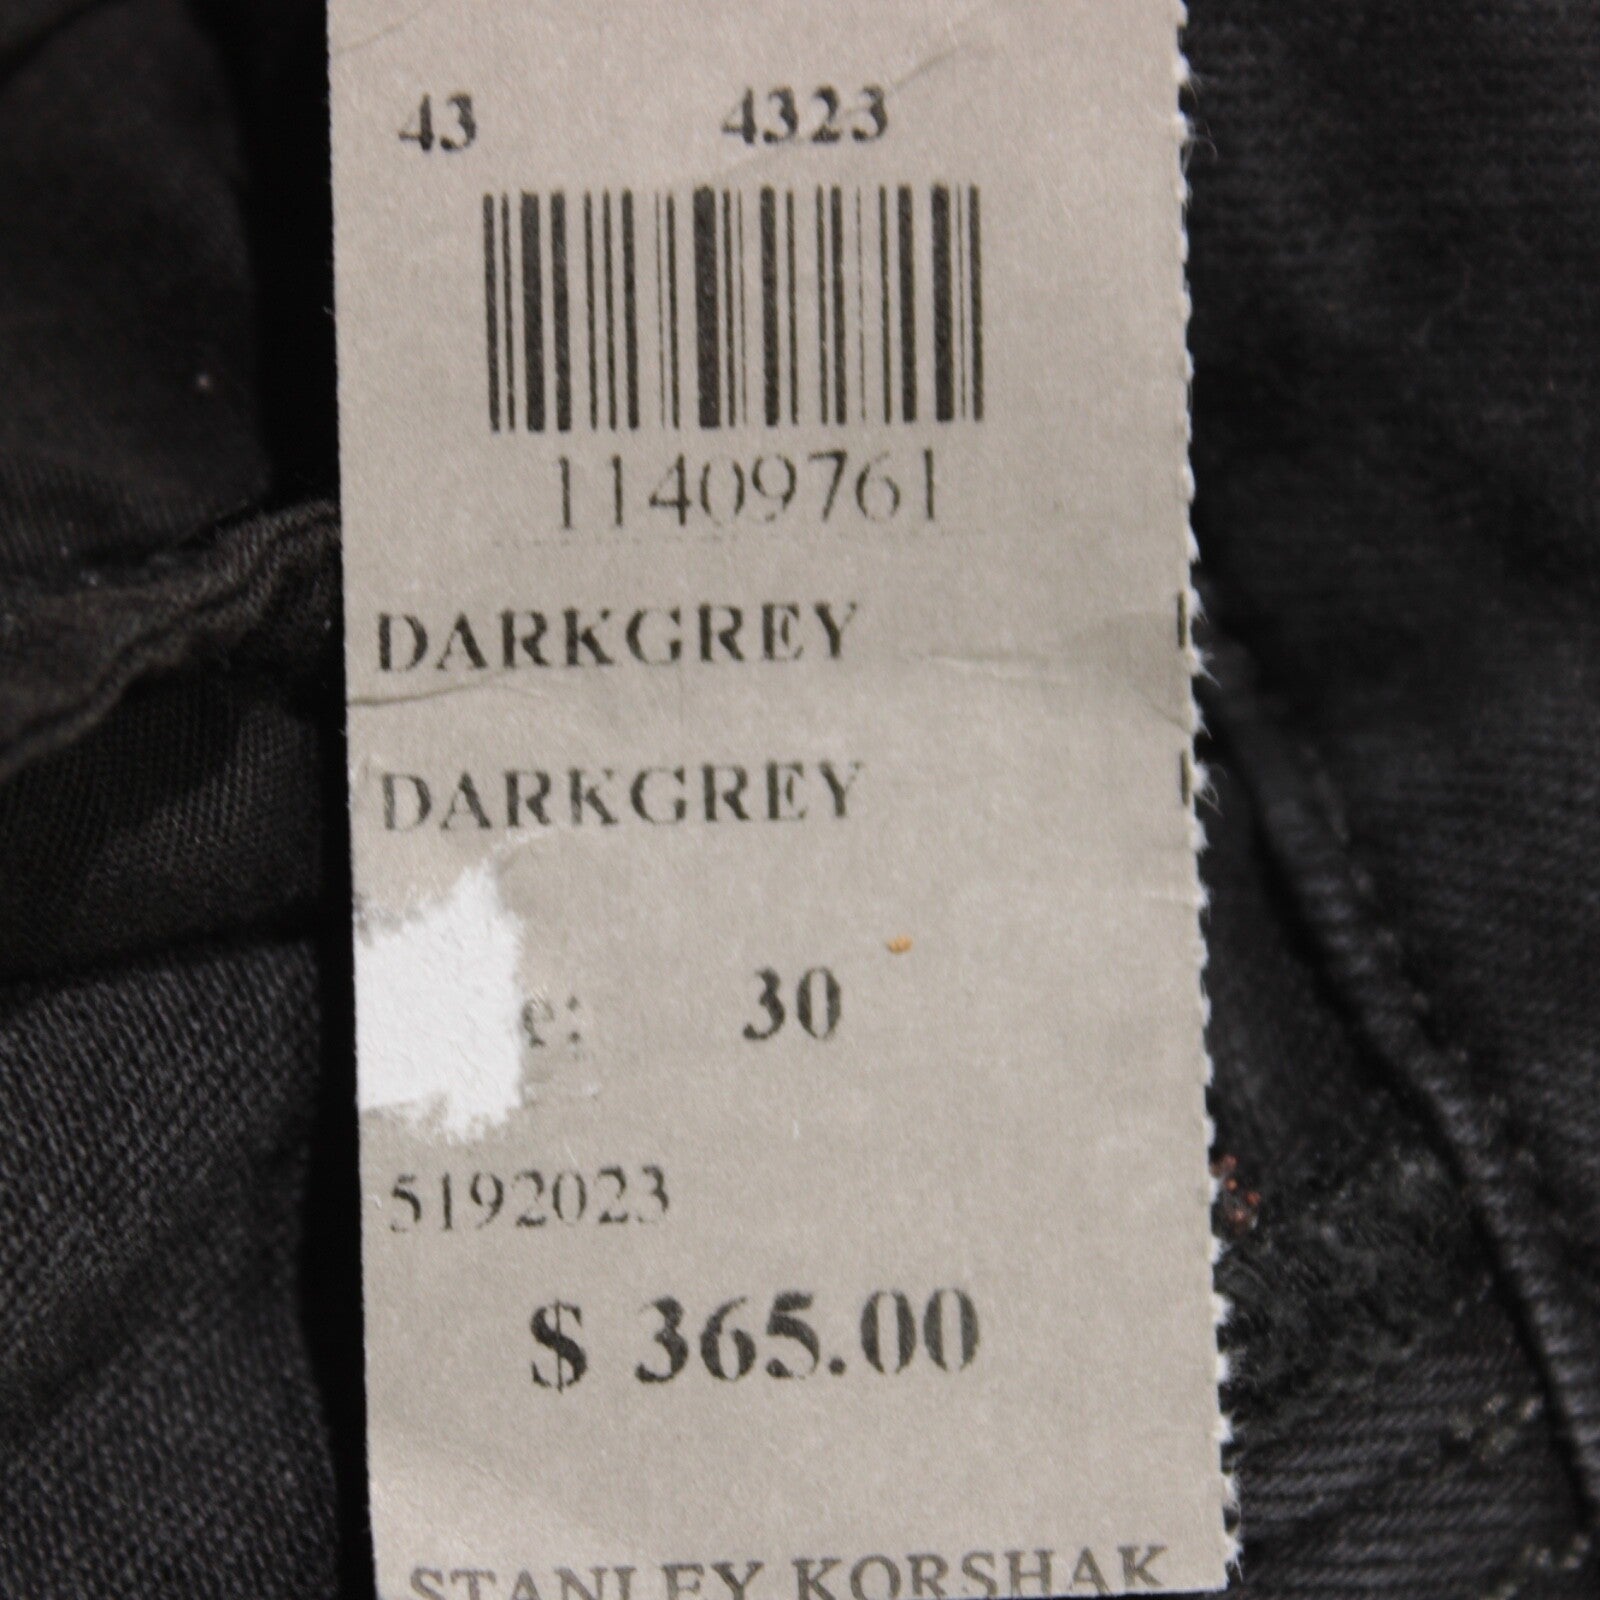 43 4323
11409761
DARKGREY
DARKGREY
e: 30
5192023
$ 365.00
STANLEY KORSHAK